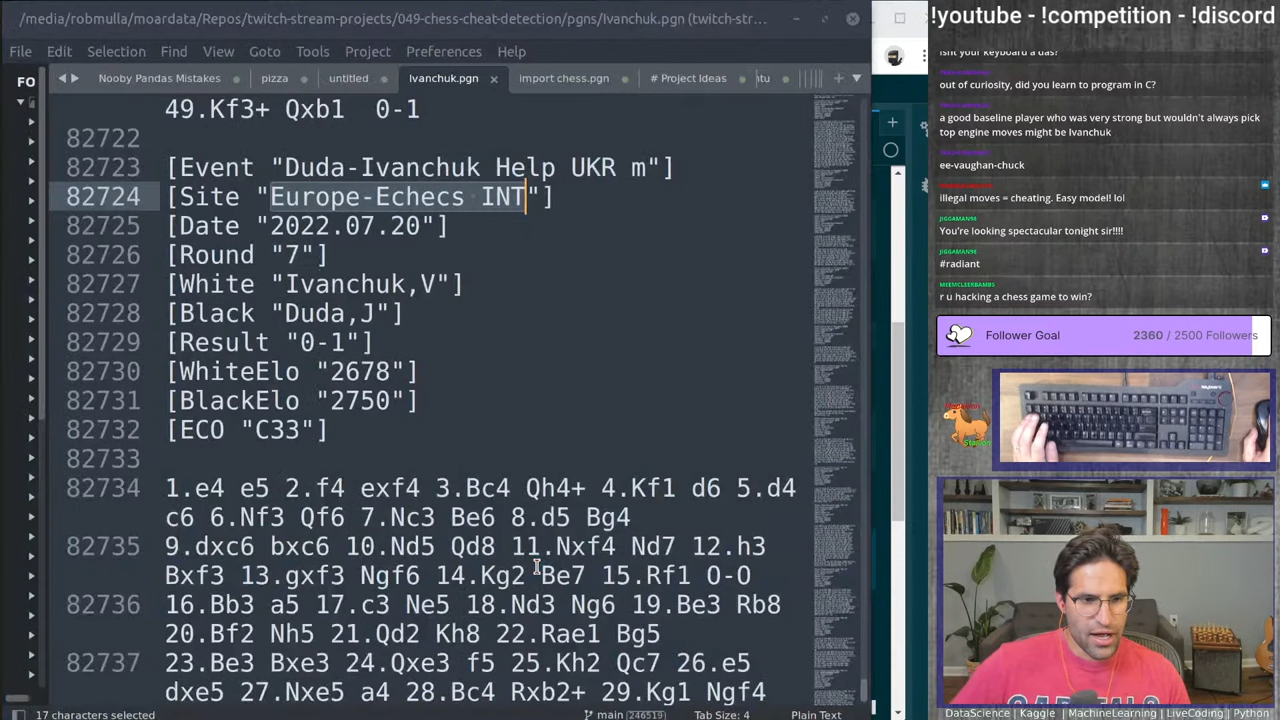 /media/robmulla/moardata/Repos/twitch-stream-projects/049-chess-cheat-detection/pgns/Ivanchuk.pgn (twitch-str...
File Edit Selection Find View Goto Tools Project Preferences Help
FO
Nooby Pandas Mistakes
pizza
untitled
Ivanchuk.pgn
import chess.pgn
# Project Ideas
49.Kf3+ Qxb1  0-1
82722
82723 [Event "Duda-Ivanchuk Help UKR m"]
82724 [Site "Europe-Echecs INT"]
82725 [Date "2022.07.20"]
82726 [Round "7"]
82727 [White "Ivanchuk,V"]
82728 [Black "Duda,J"]
82729 [Result "0-1"]
82730 [WhiteElo "2678"]
82731 [BlackElo "2750"]
82732 [ECO "C33"]
82733
82734 1.e4 e5 2.f4 exf4 3.Bc4 Qh4+ 4.Kf1 d6 5.d4
c6 6.Nf3 Qf6 7.Nc3 Be6 8.d5 Bg4
82735 9.dxc6 bxc6 10.Nd5 Qd8 11.Nxf4 Nd7 12.h3
Bxf3 13.gxf3 Ngf6 14.Kg2 Be7 15.Rf1 O-O
82736 16.Bb3 a5 17.c3 Ne5 18.Nd3 Ng6 19.Be3 Rb8
20.Bf2 Nh5 21.Qd2 Kh8 22.Rae1 Bg5
82737 23.Be3 Bxe3 24.Qxe3 f5 25.Kh2 Qc7 26.e5
dxe5 27.Nxe5 a4 28.Bc4 Rxb2+ 29.Kg1 Ngf4
17 characters selected
main (246519)
Tab Size: 4
Plain Text
!youtube - !competition - !discord
isnt your keyboard a das?
out of curiosity, did you learn to program in C?
a good baseline player who was very strong but wouldn't always pick
top engine moves might be Ivanchuk
ee-vaughan-chuck
illegal moves = cheating. Easy model! lol
JIGGAMAN98
You're looking spectacular tonight sir!!!!
JIGGAMAN98
#radiant
MEEMCLEERBAMBS
r u hacking a chess game to win?
Follower Goal
2360 / 2500 Followers
Medallion
Stallion
DataScience | Kaggle | MachineLearning | LiveCoding | Python!